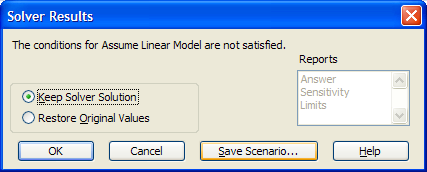 Solver Results
The conditions for Assume Linear Model are not satisfied.
Reports
Answer
Sensitivity
Limits
Keep Solver Solution
Restore Original Values
OK
Cancel
Save Scenario...
Help